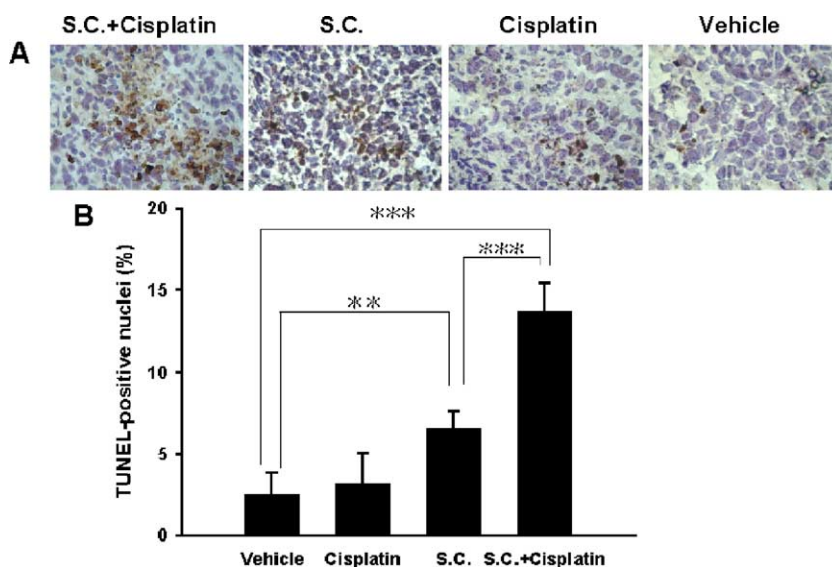 S.C.+Cisplatin S.C. Cisplatin Vehicle
A
B
20
***
***
15
**
10
5
0
TUNEL-positive nuclei (%)
Vehicle Cisplatin S.C. S.C.+Cisplatin